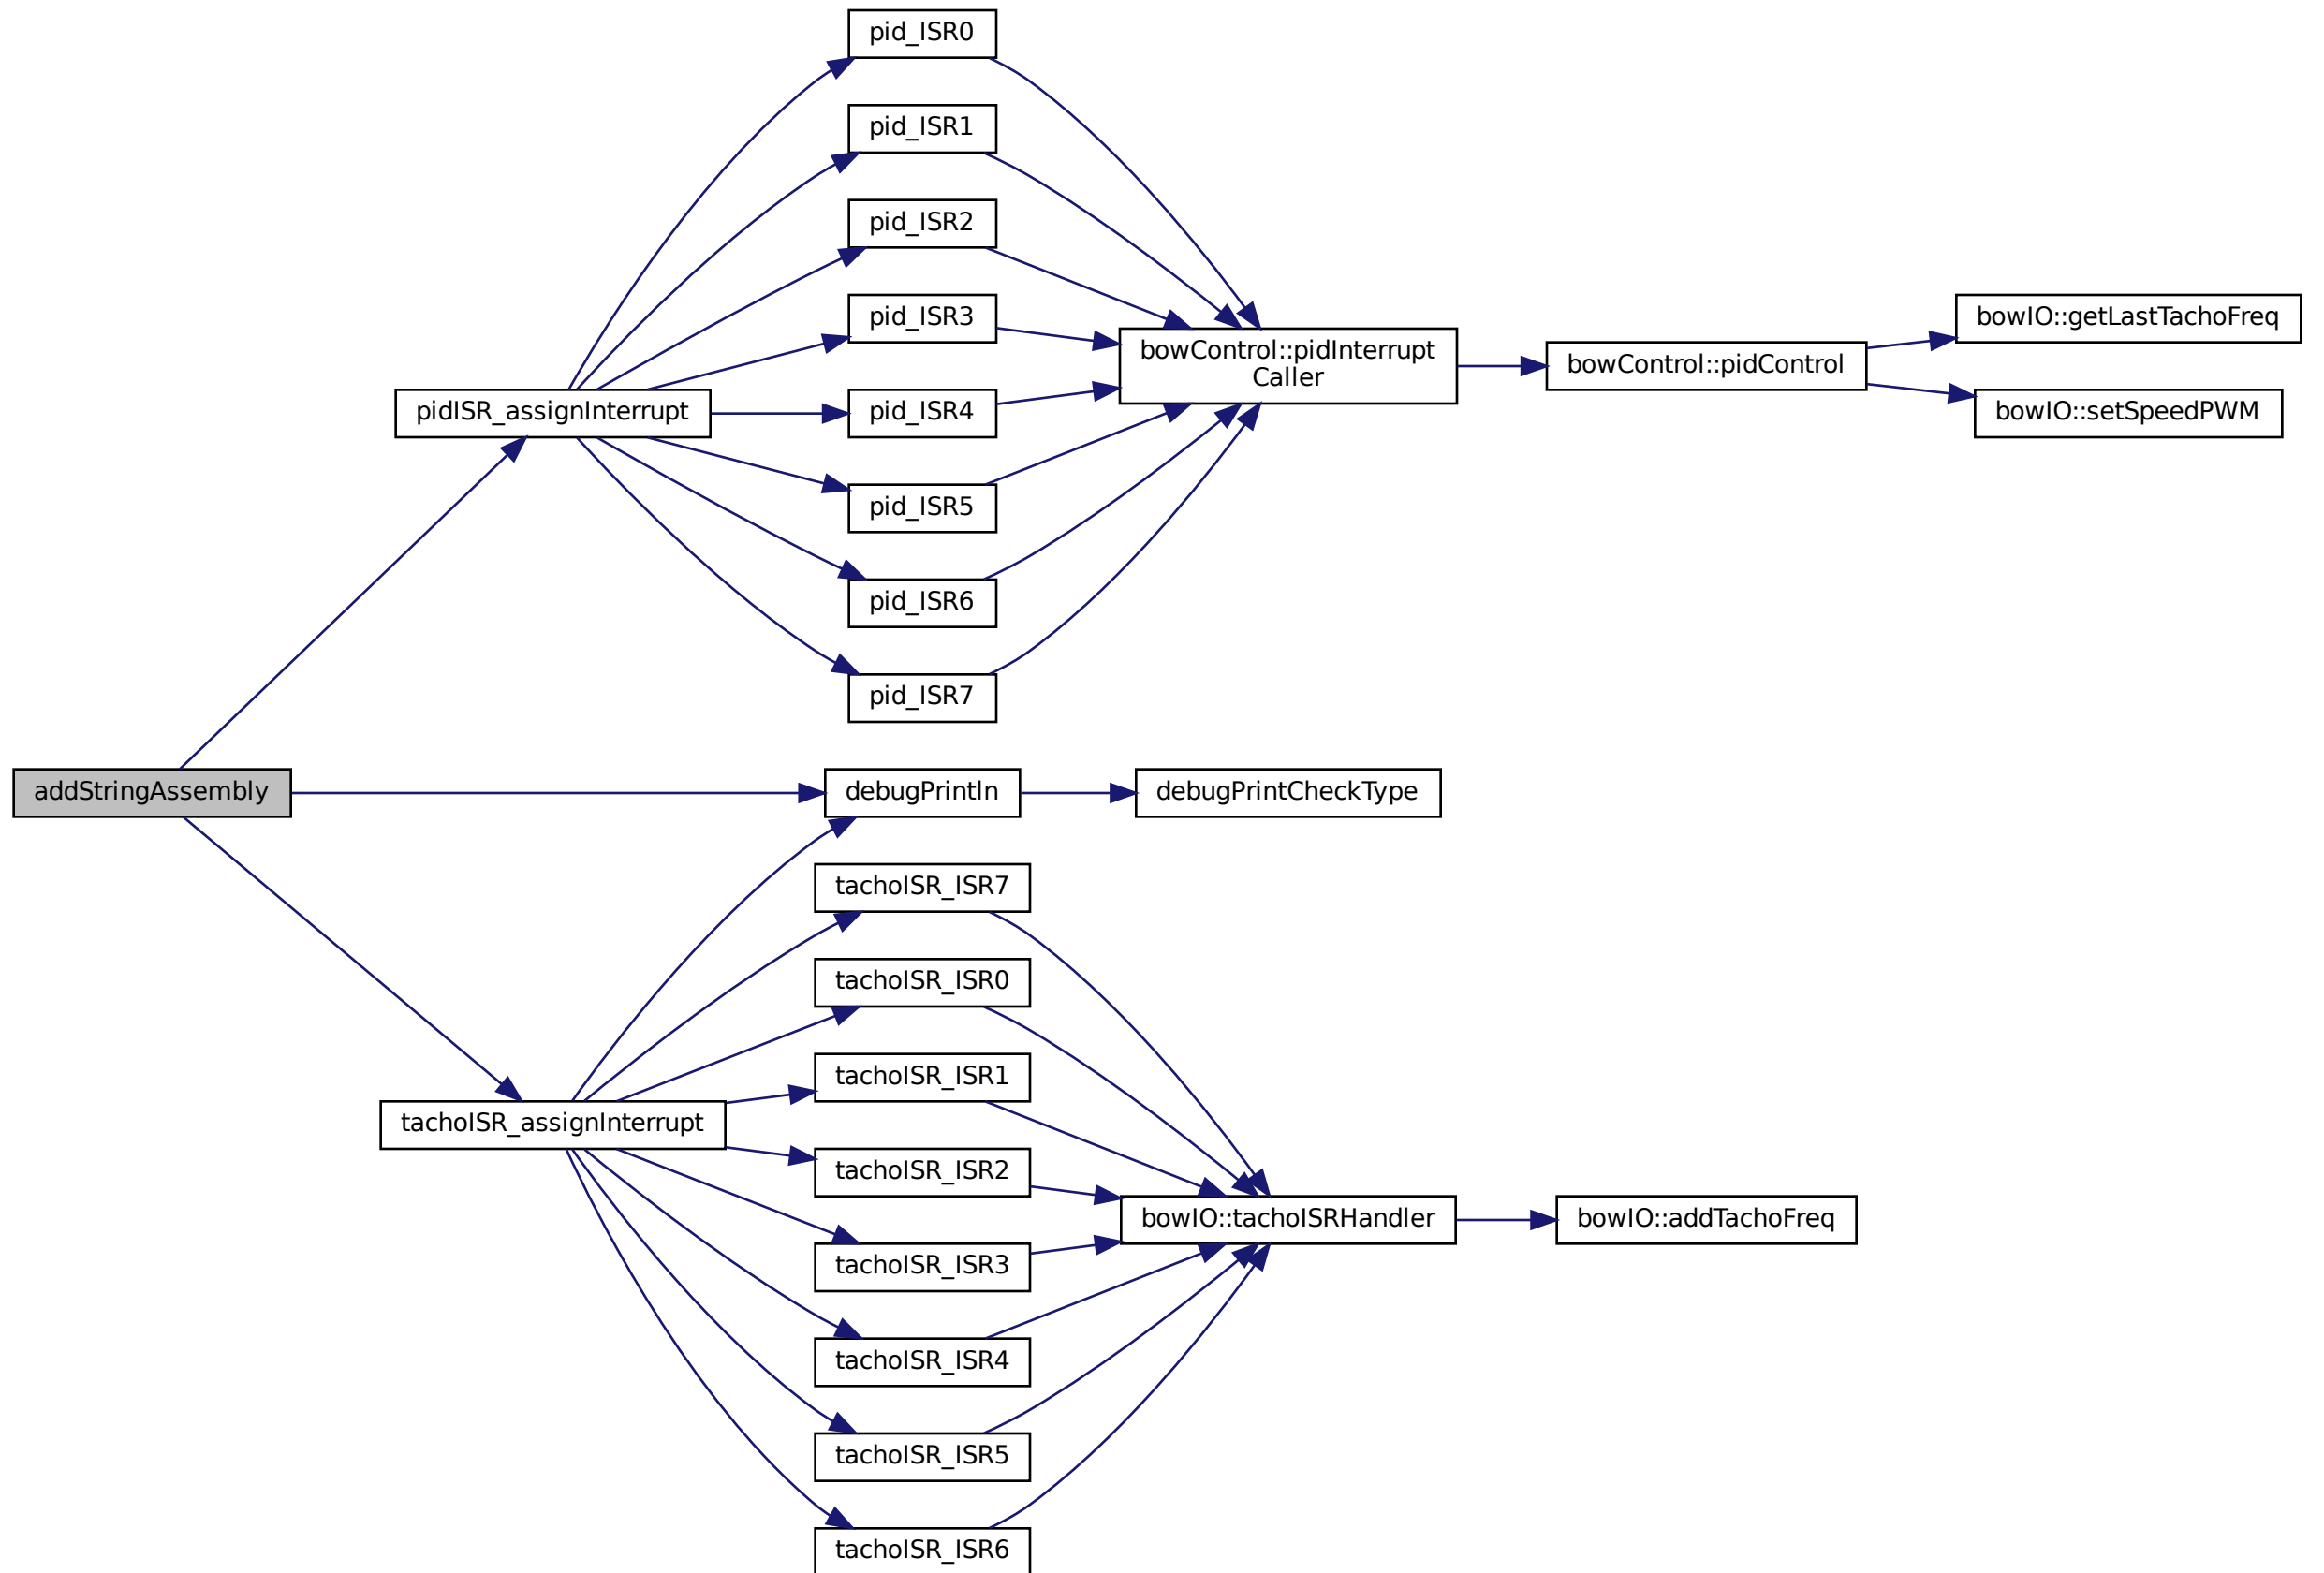 pid_ISR0
pid_ISR1
pid_ISR2
pid_ISR3
pid_ISR4
pid_ISR5
pid_ISR6
pid_ISR7
pidISR_assignInterrupt
bowControl::pidInterrupt
Caller
bowControl::pidControl
bowIO::getLastTachoFreq
bowIO::setSpeedPWM
addStringAssembly
debugPrintln
debugPrintCheckType
tachoISR_ISR7
tachoISR_ISR0
tachoISR_ISR1
tachoISR_assignInterrupt
tachoISR_ISR2
tachoISR_ISR3
tachoISR_ISR4
tachoISR_ISR5
tachoISR_ISR6
bowIO::tachoISRHandler
bowIO::addTachoFreq